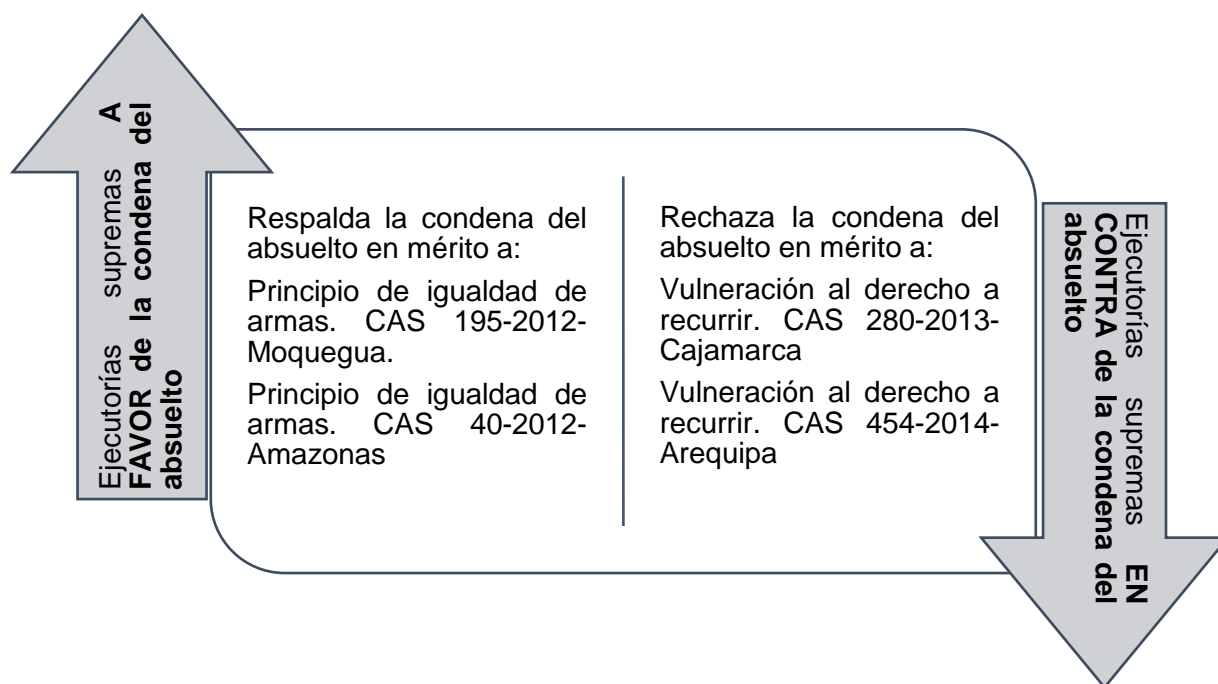 Ejecutorías supremas A
FAVOR de la condena del
absuelto
Respalda la condena del
absuelto en mérito a:
Principio de igualdad de
armas. CAS 195-2012-
Moquegua.
Principio de igualdad de
armas. CAS 40-2012-
Amazonas
Rechaza la condena del
absuelto en mérito a:
Vulneración al derecho a
recurrir. CAS 280-2013-
Cajamarca
Vulneración al derecho a
recurrir. CAS 454-2014-
Arequipa
Ejecutorías supremas EN
CONTRA de la condena del
absuelto